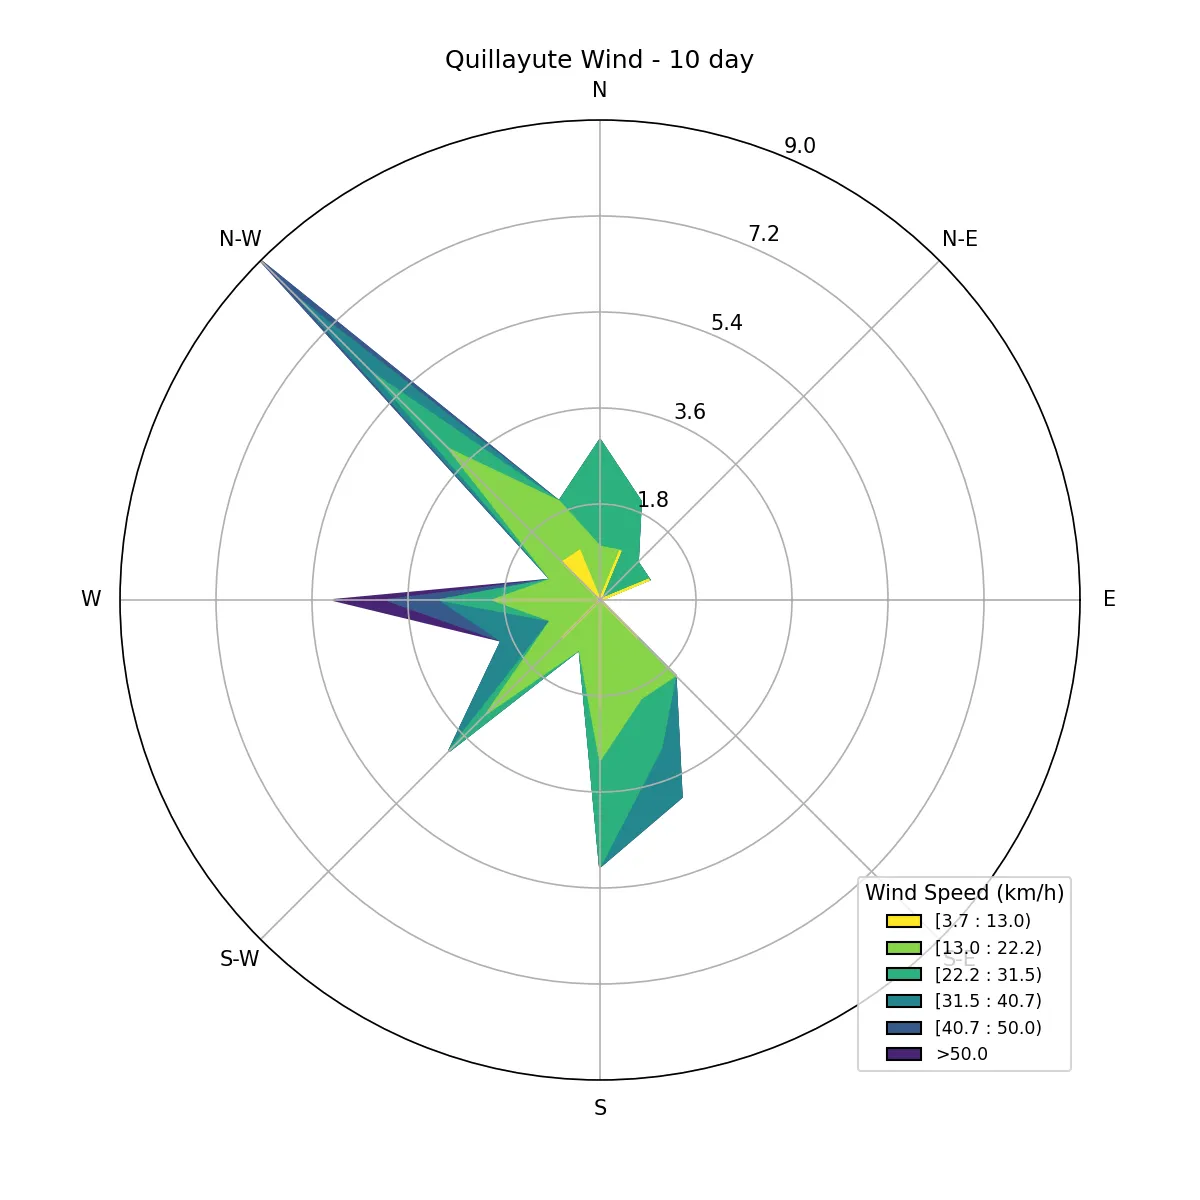 Quillayute Wind - 10 day
N
9.0
N-W
N-E
7.2
5.4
3.6
1.8
W
E
S-W
S-E
S
Wind Speed (km/h)
[3.7 : 13.0)
[13.0 : 22.2)
[22.2 : 31.5)
[31.5 : 40.7)
[40.7 : 50.0)
>50.0